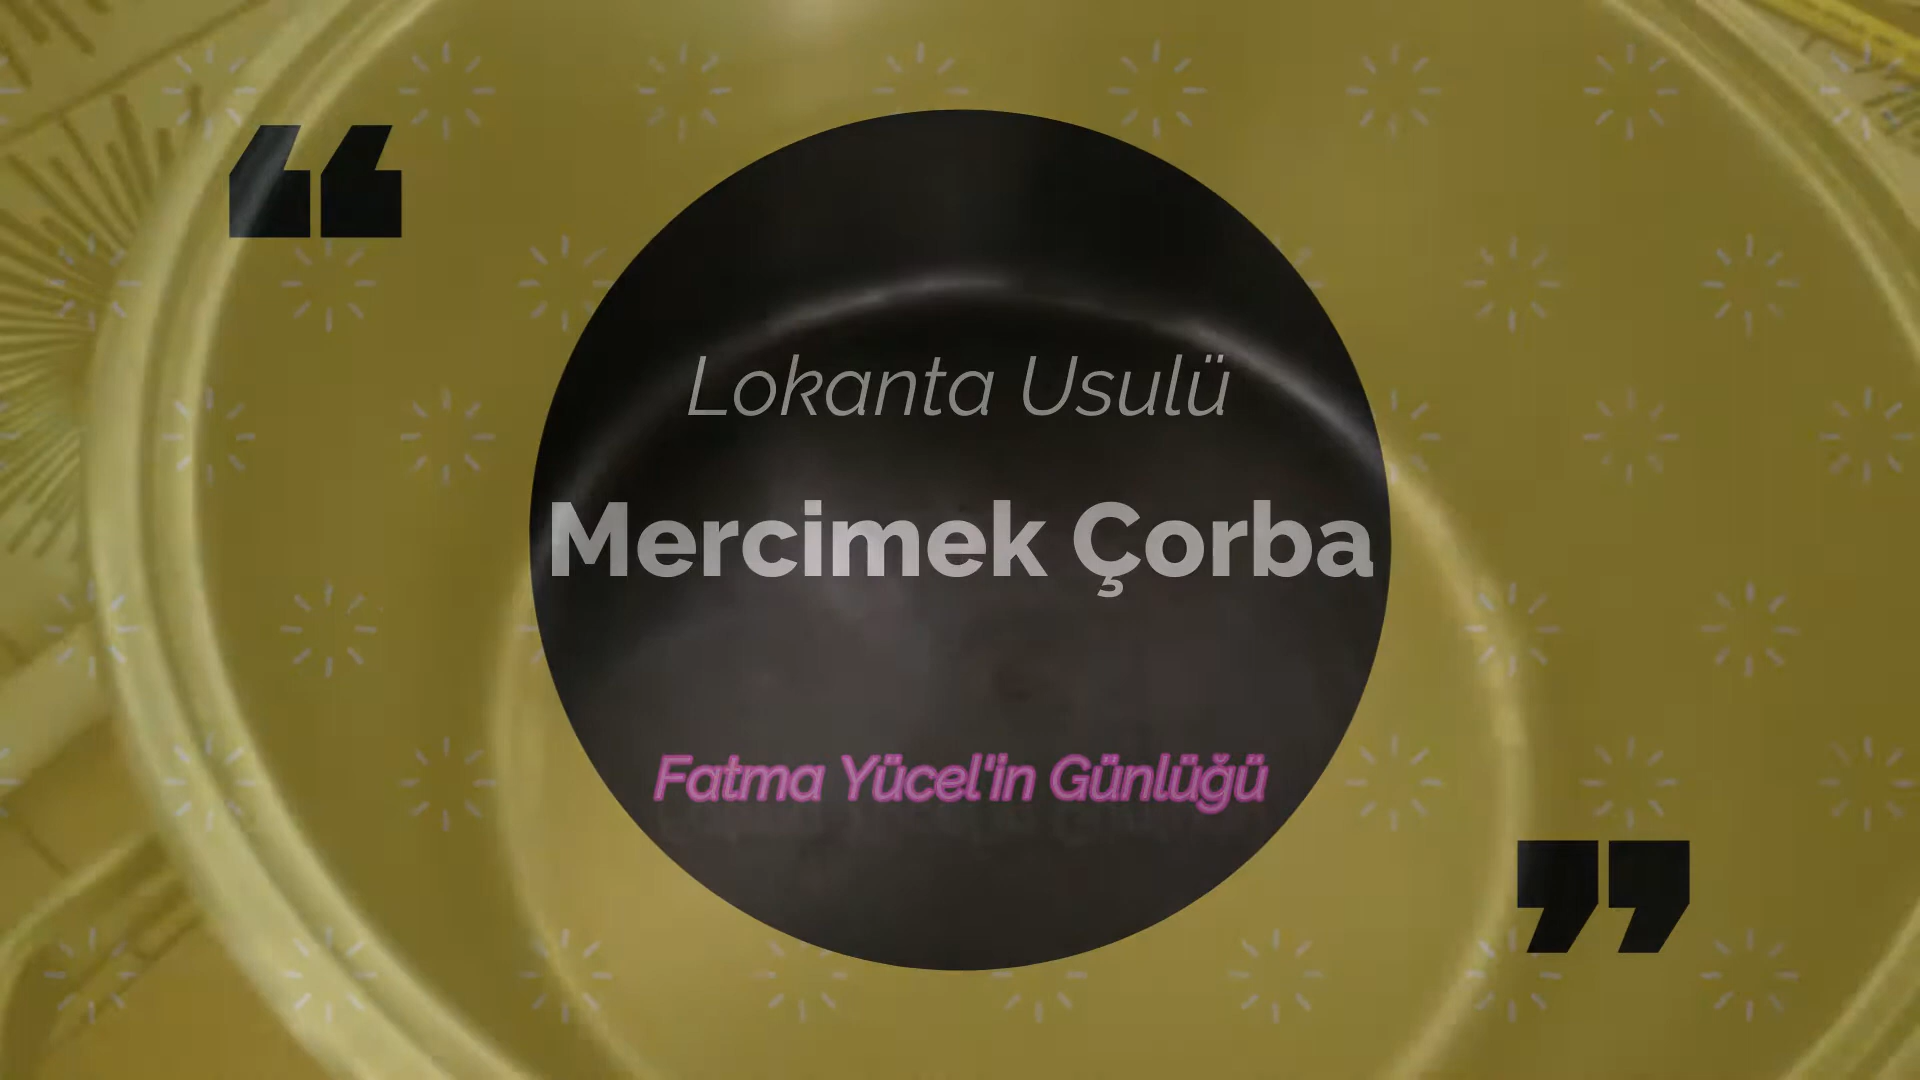 “
Lokanta Usulü
Mercimek Çorba
Fatma Yücel'in Günlüğü
”